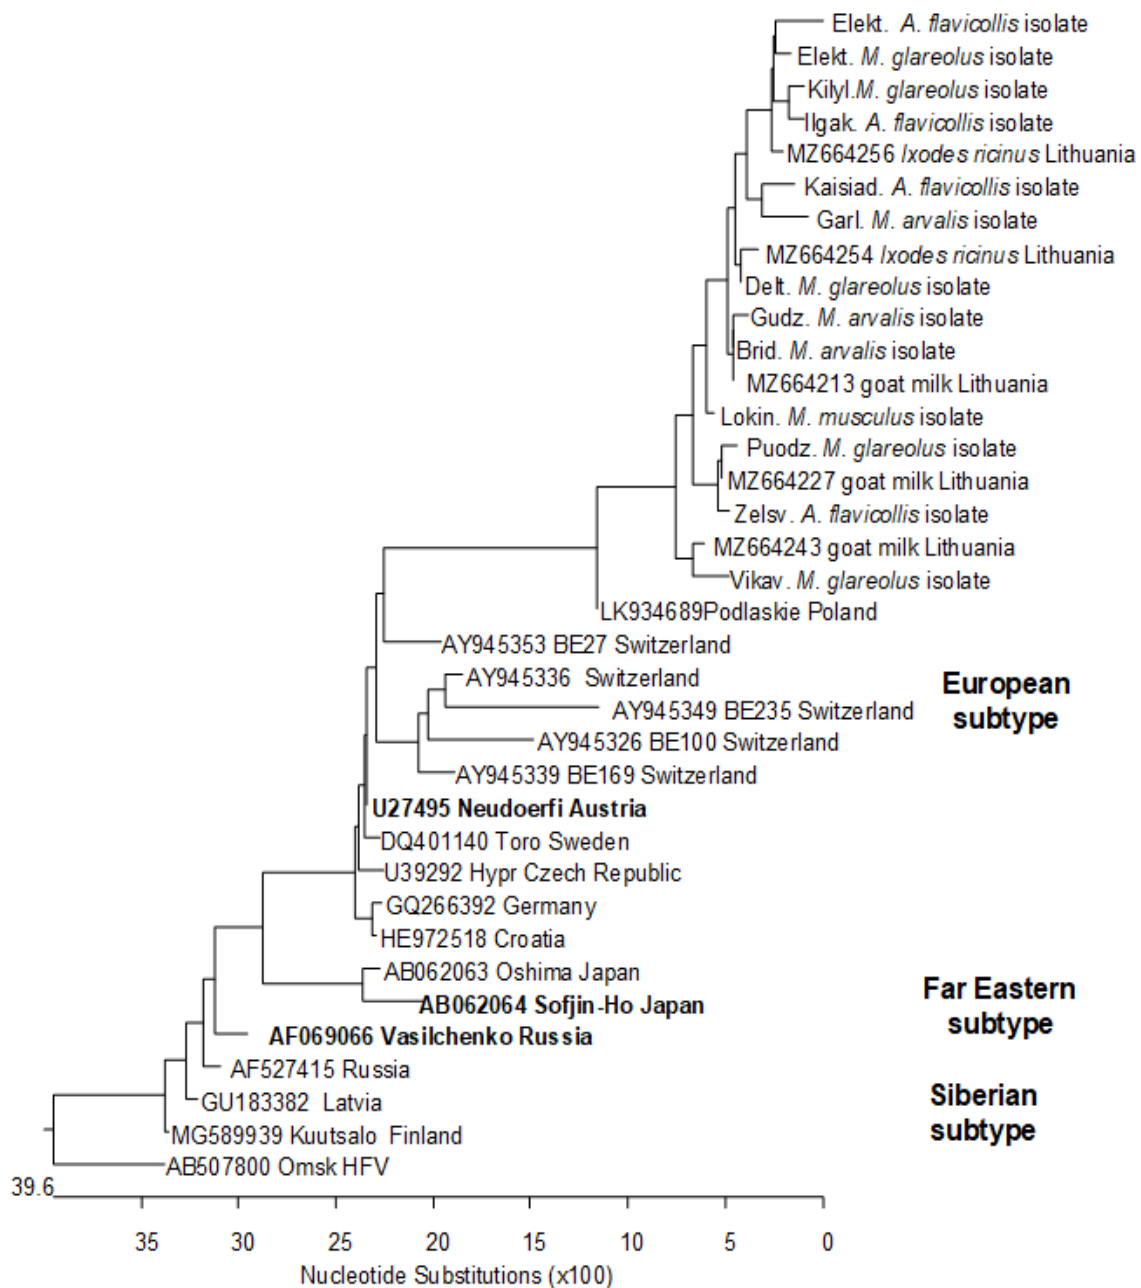 Elekt. A. flavicollis isolate
Elekt. M. glareolus isolate
Kilyl.M. glareolus isolate
Ilgak. A. flavicollis isolate
MZ664256 Ixodes ricinus Lithuania
Kaisiad. A. flavicollis isolate
Garl. M. arvalis isolate
MZ664254 Ixodes ricinus Lithuania
Delt. M. glareolus isolate
Gudz. M. arvalis isolate
Brid. M. arvalis isolate
MZ664213 goat milk Lithuania
Lokin. M. musculus isolate
Puodz. M. glareolus isolate
MZ664227 goat milk Lithuania
Zelsv. A. flavicollis isolate
MZ664243 goat milk Lithuania
Vikav. M. glareolus isolate
LK934689Podlaskie Poland
AY945353 BE27 Switzerland
AY945336 Switzerland
AY945349 BE235 Switzerland
AY945326 BE100 Switzerland
AY945339 BE169 Switzerland
U27495 Neudoerfi Austria
DQ401140 Toro Sweden
U39292 Hypr Czech Republic
GQ266392 Germany
HE972518 Croatia
AB062063 Oshima Japan
AB062064 Sofjin-Ho Japan
AF069066 Vasilchenko Russia
AF527415 Russia
GU183382 Latvia
MG589939 Kuutsalo Finland
AB507800 Omsk HFV
European
subtype
Far Eastern
subtype
Siberian
subtype
39.6
35 30 25 20 15 10 5 0
Nucleotide Substitutions (x100)